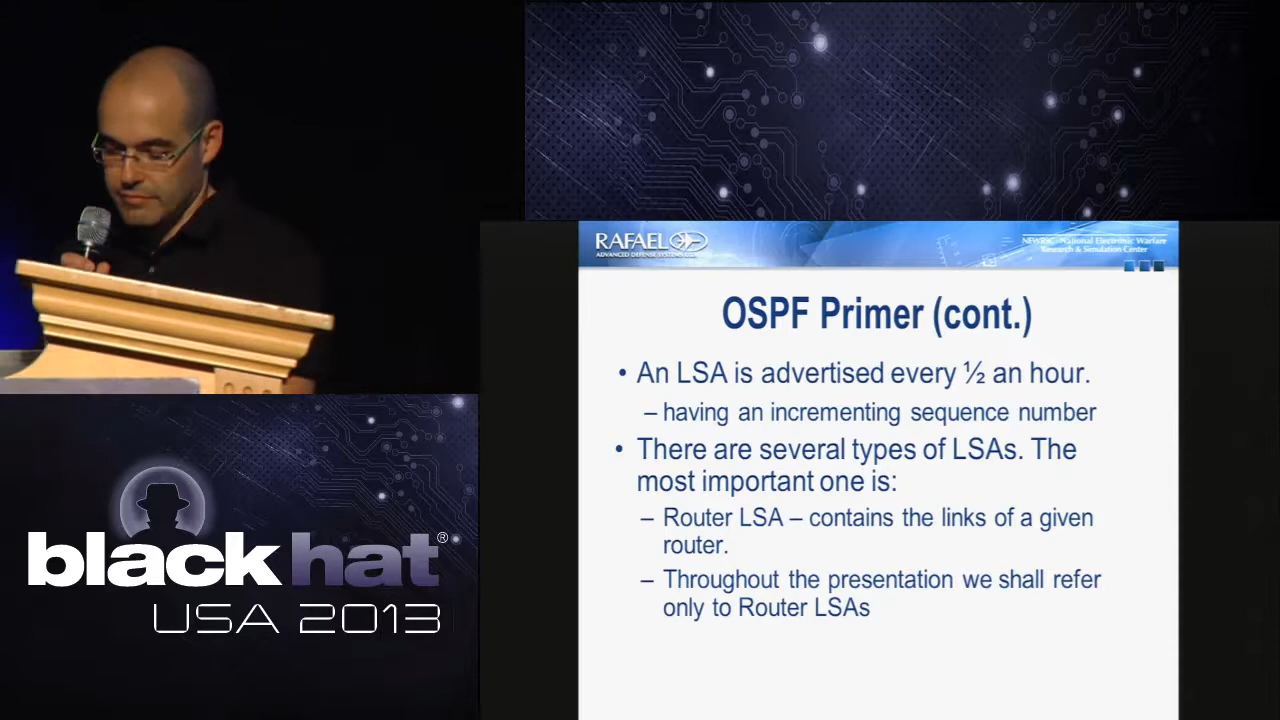 RAFAEL
ADVANCED DEFENSE SYSTEMS LTD.
National Electronic Warfare
Research & Simulation Center
OSPF Primer (cont.)
• An LSA is advertised every ½ an hour.
– having an incrementing sequence number
• There are several types of LSAs. The
most important one is:
– Router LSA – contains the links of a given
router.
– Throughout the presentation we shall refer
only to Router LSAs
black hat®
USA 2013